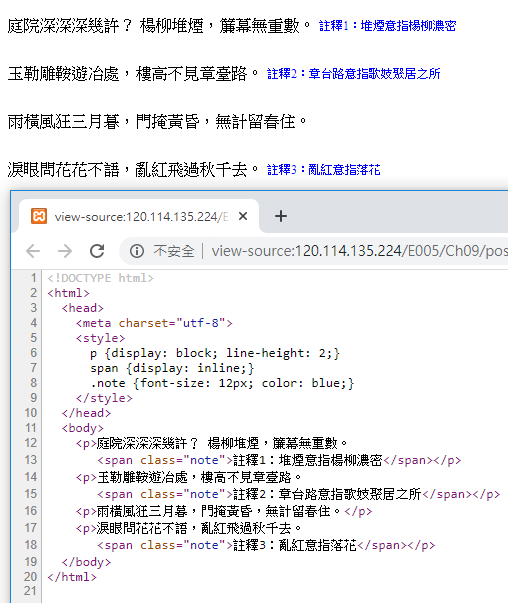 庭院深深深幾許？ 楊柳堆煙，簾幕無重數。 註釋1：堆煙意指楊柳濃密
玉勒雕鞍遊冶處，樓高不見章臺路。 註釋2：章台路意指歌妓聚居之所
雨橫風狂三月暮，門掩黃昏，無計留春住。
淚眼問花花不語，亂紅飛過秋千去。 註釋3：亂紅意指落花
view-source:120.114.135.224/E
不安全 | view-source:120.114.135.224/E005/Ch09/pos
1 <!DOCTYPE html>
2 <html>
3 <head>
4 <meta charset="utf-8">
5 <style>
6 p {display: block; line-height: 2;}
7 span {display: inline;}
8 .note {font-size: 12px; color: blue;}
9 </style>
10 </head>
11 <body>
12 <p>庭院深深深幾許？ 楊柳堆煙，簾幕無重數。
13 <span class="note">註釋1：堆煙意指楊柳濃密</span></p>
14 <p>玉勒雕鞍遊冶處，樓高不見章臺路。
15 <span class="note">註釋2：章台路意指歌妓聚居之所</span></p>
16 <p>雨橫風狂三月暮，門掩黃昏，無計留春住。</p>
17 <p>淚眼問花花不語，亂紅飛過秋千去。
18 <span class="note">註釋3：亂紅意指落花</span></p>
19 </body>
20 </html>
21